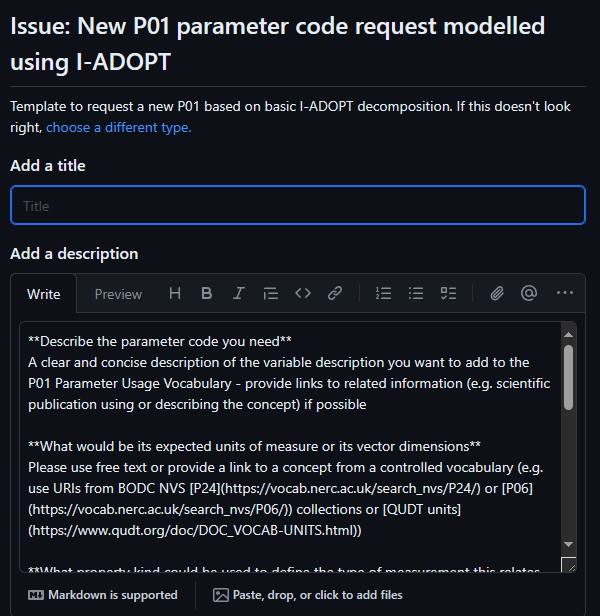 Issue: New P01 parameter code request modelled
using I-ADOPT
Template to request a new P01 based on basic I-ADOPT decomposition. If this doesn't look
right, choose a different type.
Add a title
Title
Add a description
Write Preview
**Describe the parameter code you need**
A clear and concise description of the variable description you want to add to the
P01 Parameter Usage Vocabulary - provide links to related information (e.g. scientific
publication using or describing the concept) if possible
**What would be its expected units of measure or its vector dimensions**
Please use free text or provide a link to a concept from a controlled vocabulary (e.g.
use URIs from BODC NVS [P24](https://vocab.nerc.ac.uk/search_nvs/P24/) or [P06]
(https://vocab.nerc.ac.uk/search_nvs/P06/)) collections or [QUDT units]
(https://www.qudt.org/doc/DOC_VOCAB-UNITS.html))
**What property kind could be used to define the type of measurement this relates
Markdown is supported
Paste, drop, or click to add files